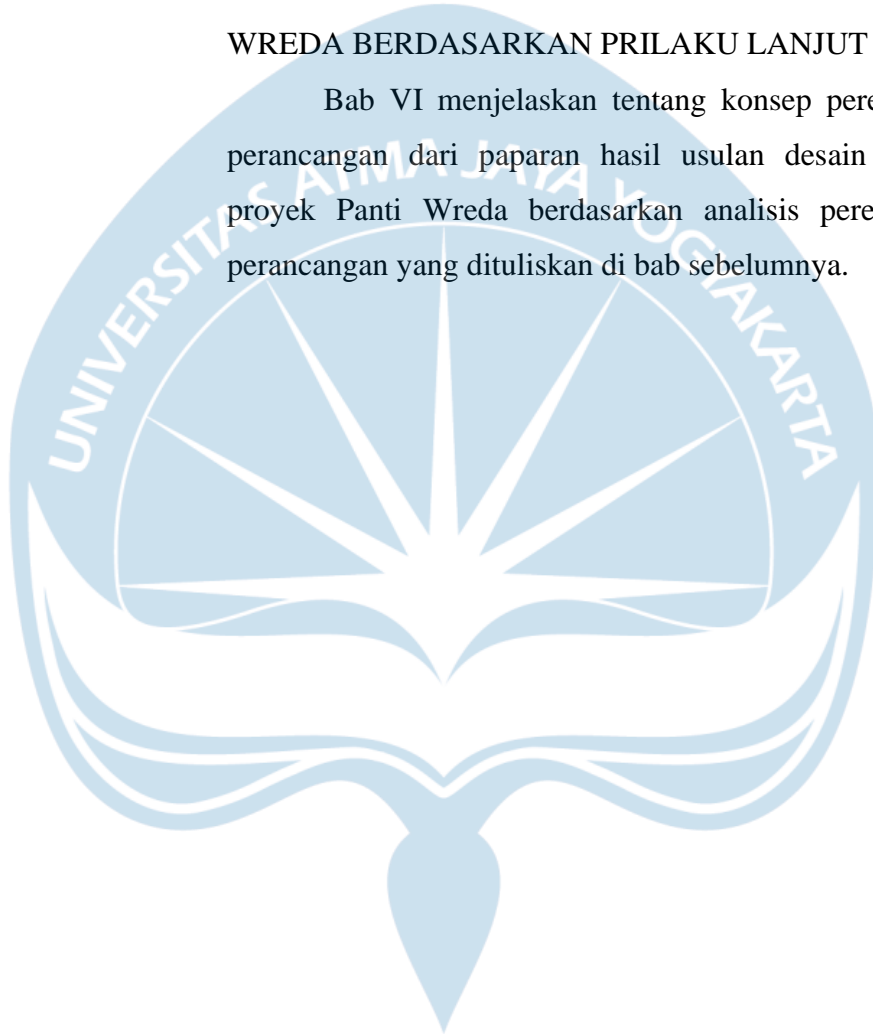 WREDA BERDASARKAN PRILAKU LANJUT
Bab VI menjelaskan tentang konsep
perancangan dari paparan hasil usulan desain
proyek Panti Wreda berdasarkan analisis
perancangan yang dituliskan di bab sebelumnya.
UNIVERSITAS ATMA JAYA YOGYAKARTA